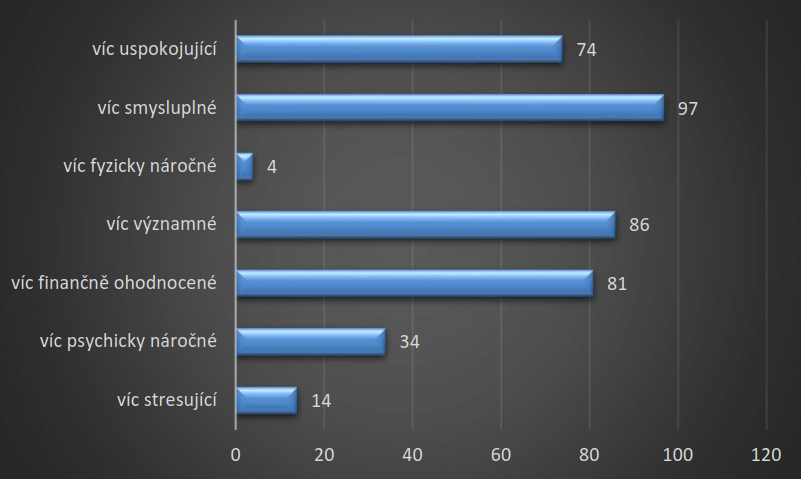 víc uspokojující 74
víc smysluplné 97
víc fyzicky náročné 4
víc významné 86
víc finančně ohodnocené 81
víc psychicky náročné 34
víc stresující 14
0 20 40 60 80 100 120